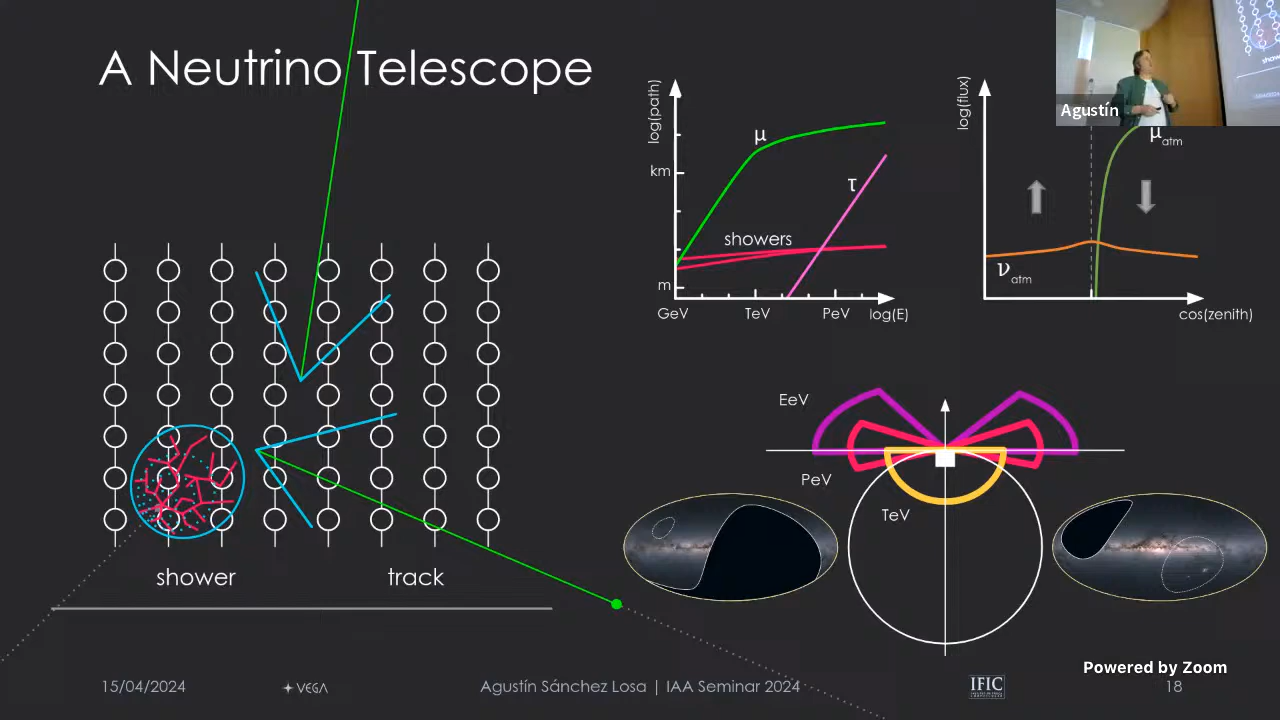 A Neutrino Telescope
log(path)
km
m
μ
τ
showers
GeV
TeV
PeV
log(E)
log(flux)
Agustín
μatm
νatm
cos(zenith)
EeV
PeV
TeV
shower
track
15/04/2024
VEGA
Agustín Sánchez Losa | IAA Seminar 2024
IFIC
Powered by Zoom
18